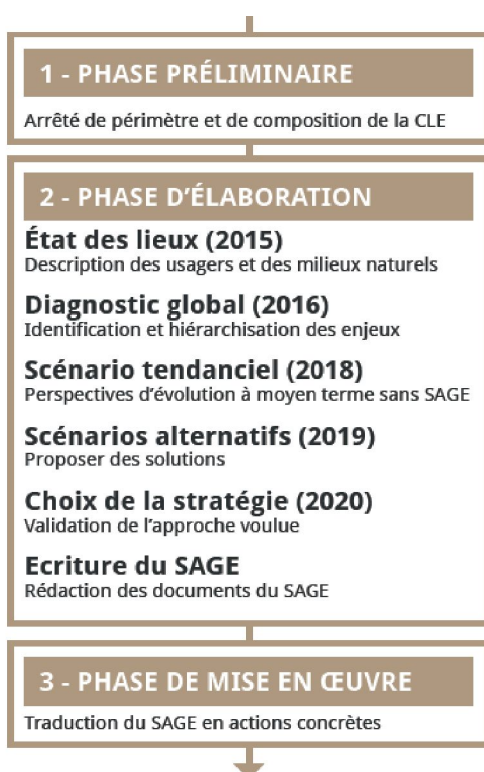 1 - PHASE PRÉLIMINAIRE
Arrêté de périmètre et de composition de la CLE
2 - PHASE D’ÉLABORATION
État des lieux (2015)
Description des usagers et des milieux naturels
Diagnostic global (2016)
Identification et hiérarchisation des enjeux
Scénario tendanciel (2018)
Perspectives d’évolution à moyen terme sans SAGE
Scénarios alternatifs (2019)
Proposer des solutions
Choix de la stratégie (2020)
Validation de l’approche voulue
Ecriture du SAGE
Rédaction des documents du SAGE
3 - PHASE DE MISE EN ŒUVRE
Traduction du SAGE en actions concrètes